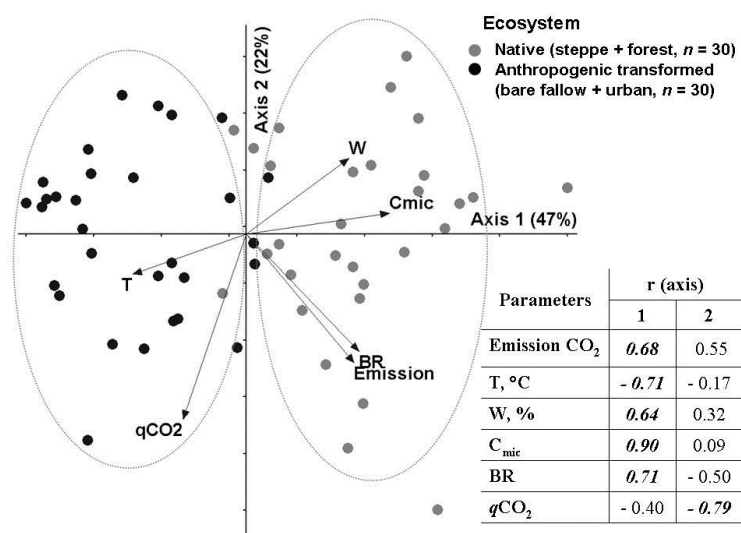 Ecosystem
Native (steppe + forest, n = 30)
Anthropogenic transformed
(bare fallow + urban, n = 30)
Axis 2 (22%)
W
Cmic
Axis 1 (47%)
T
BR
Emission
qCO2
Parameters r (axis)
1 2
Emission CO₂ 0.68 0.55
T, °C - 0.71 - 0.17
W, % 0.64 0.32
Cmic 0.90 0.09
BR 0.71 - 0.50
qCO₂ - 0.40 - 0.79